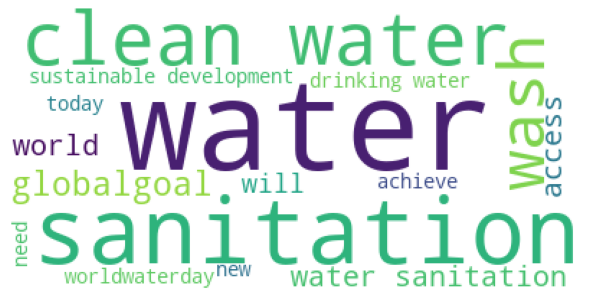 clean water
wash
sustainable development
drinking water
today
water
access
world
globalgoal
will
achieve
sanitation
need
worldwaterday
new
water sanitation